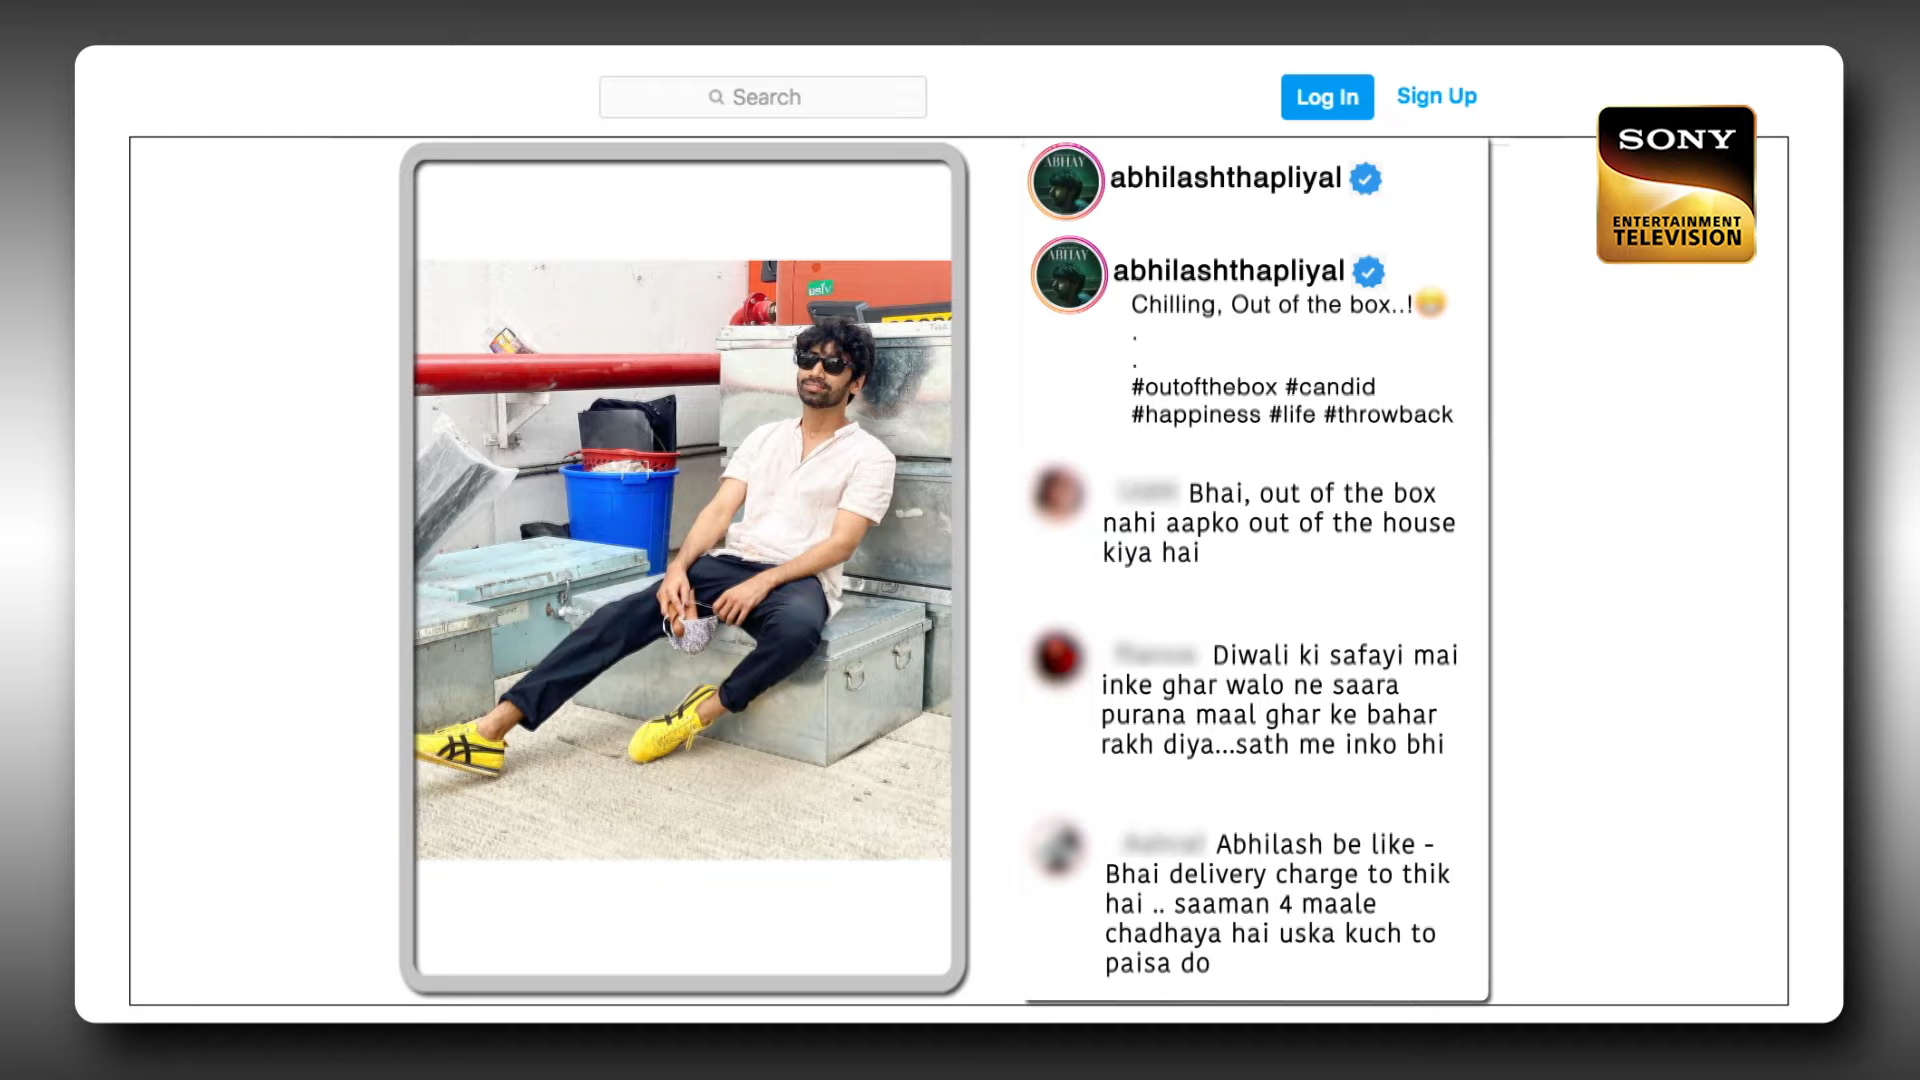 Search
Log In
Sign Up
SONY
ENTERTAINMENT
TELEVISION
ABHAY
abhilashthapliyal
ABHAY
abhilashthapliyal
Chilling, Out of the box..!
.
.
#outofthebox #candid
#happiness #life #throwback
Bhai, out of the box
nahi aapko out of the house
kiya hai
Diwali ki safayi mai
inke ghar walo ne saara
purana maal ghar ke bahar
rakh diya...sath me inko bhi
Abhilash be like -
Bhai delivery charge to thik
hai .. saaman 4 maale
chadhaya hai uska kuch to
paisa do